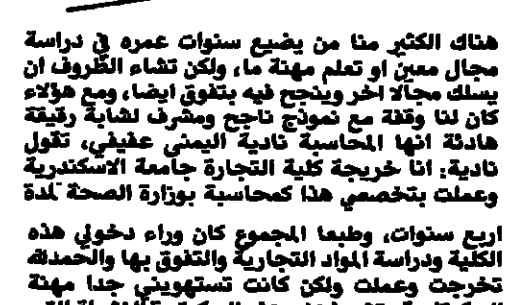 هناك الكثير منا من يضيع سنوات عمره في دراسة
مجال معين او تعلم مهنة ما، ولكن تشاء الظروف ان
يسلك مجالا اخر وينجح فيه بتفوق ايضا، ومع هؤلاء
كان لنا وقفة مع نموذج ناجح ومشرف لشابة رقيقة
هادئة انها المحاسبة نادية اليمنى عفيفي، تقول
نادية: انا خريجة كلية التجارة جامعة الاسكندرية
وعملت بتخصصي هذا كمحاسبة بوزارة الصحة لمدة
اربع سنوات، وطبعا المجموع كان وراء دخولي هذه
الكلية ودراسة المواد التجارية والتفوق بها والحمدلله
تخرجت وعملت ولكن كانت تستهويني جدا مهنة